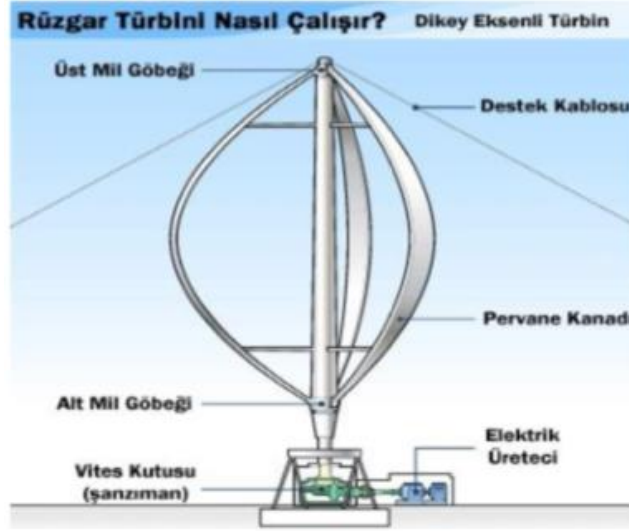 Rüzgar Türbini Nasıl Çalışır? Dikey Eksenli Türbin
Üst Mil Göbeği
Destek Kablosu
Pervane Kanadı
Alt Mil Göbeği
Elektrik
Üreteci
Vites Kutusu
(şanzıman)